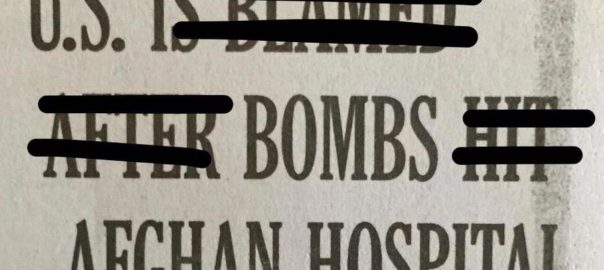 U.S. IS BLAMED
AFTER BOMBS HIT
AFGHAN HOSPITAL